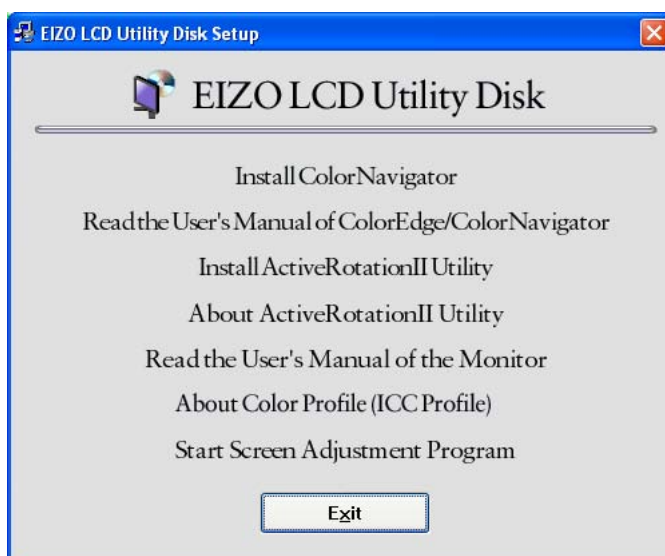 EIZO LCD Utility Disk Setup
EIZO LCD Utility Disk
Install ColorNavigator
Read the User's Manual of ColorEdge/ColorNavigator
Install ActiveRotationII Utility
About ActiveRotationII Utility
Read the User's Manual of the Monitor
About Color Profile (ICC Profile)
Start Screen Adjustment Program
Exit